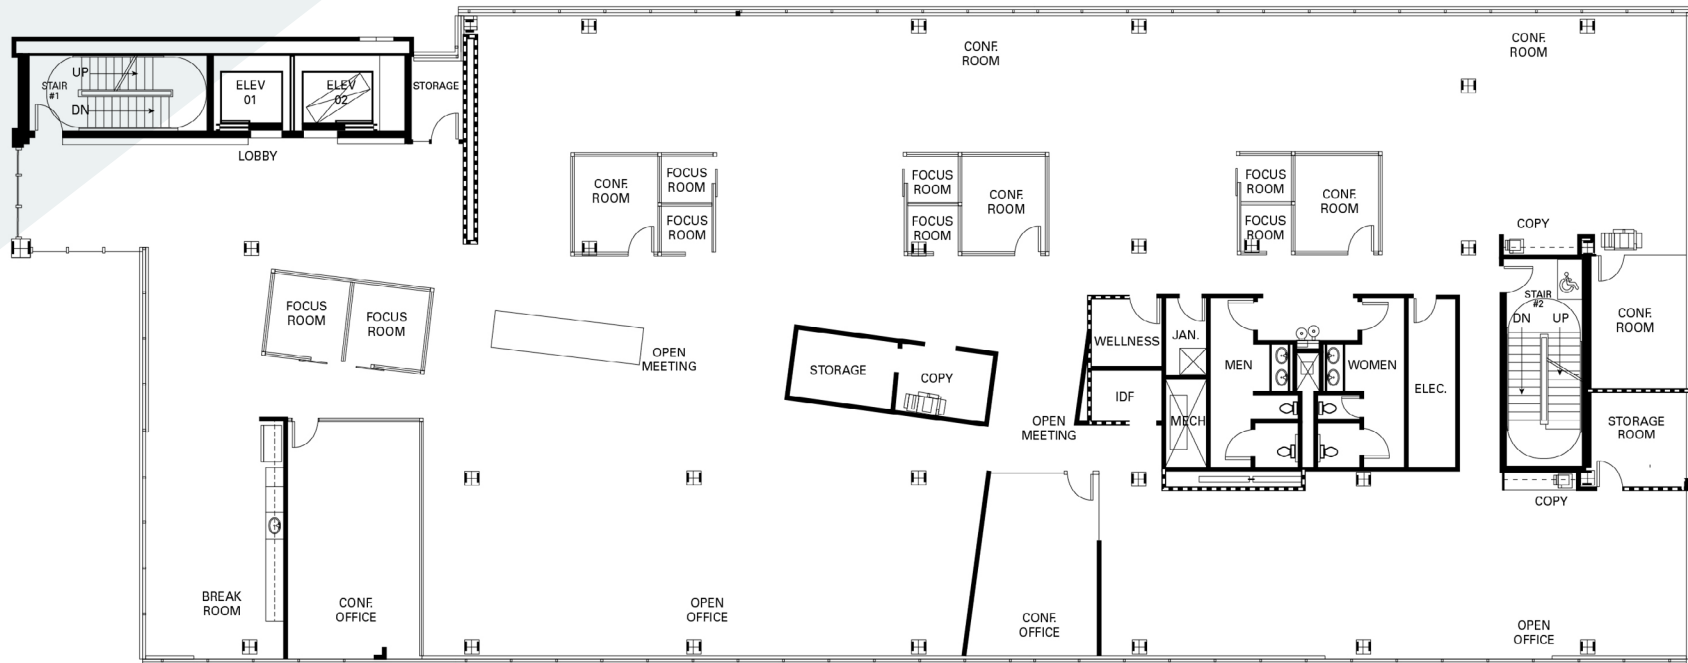 CONF.
ROOM
CONF.
ROOM
UP
STAIR
#1
DN
ELEV
01
ELEV
02
STORAGE
LOBBY
CONF.
ROOM
FOCUS
ROOM
FOCUS
ROOM
FOCUS
ROOM
FOCUS
ROOM
CONF.
ROOM
FOCUS
ROOM
FOCUS
ROOM
CONF.
ROOM
COPY
FOCUS
ROOM
FOCUS
ROOM
OPEN
MEETING
STORAGE
COPY
OPEN
MEETING
WELLNESS
IDF
JAN.
MECH
MEN
WOMEN
ELEC.
STAIR
#2
DN
UP
CONF.
ROOM
STORAGE
ROOM
COPY
BREAK
ROOM
CONF.
OFFICE
OPEN
OFFICE
CONF.
OFFICE
OPEN
OFFICE